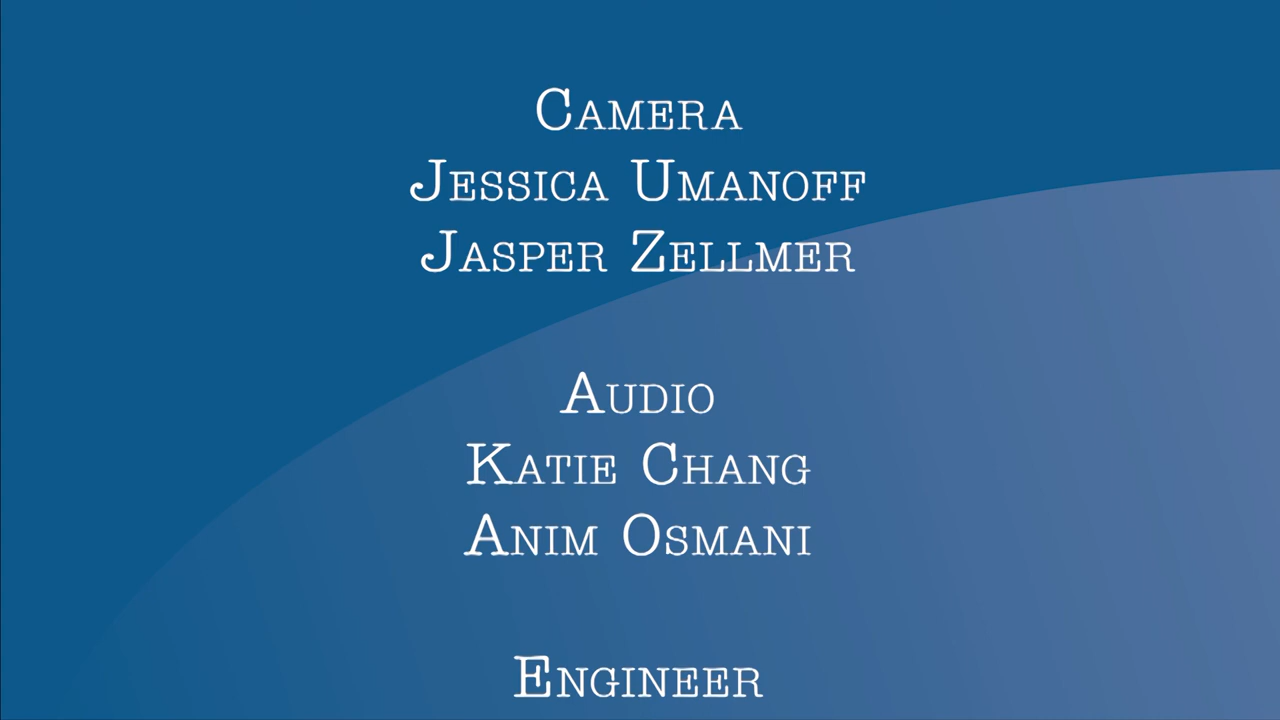 Camera
Jessica Umanoff
Jasper Zellmer
Audio
Katie Chang
Anim Osmani
Engineer